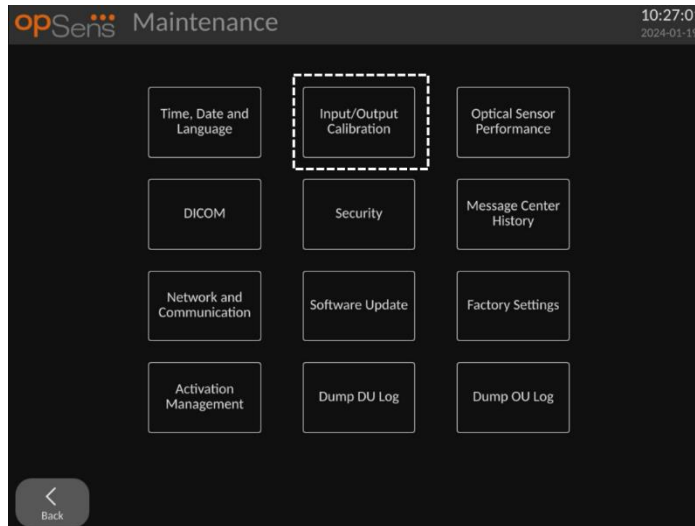 opSens Maintenance
10:27:0
2024-01-19
Time, Date and
Language
Input/Output
Calibration
Optical Sensor
Performance
DICOM
Security
Message Center
History
Network and
Communication
Software Update
Factory Settings
Activation
Management
Dump DU Log
Dump OU Log
Back